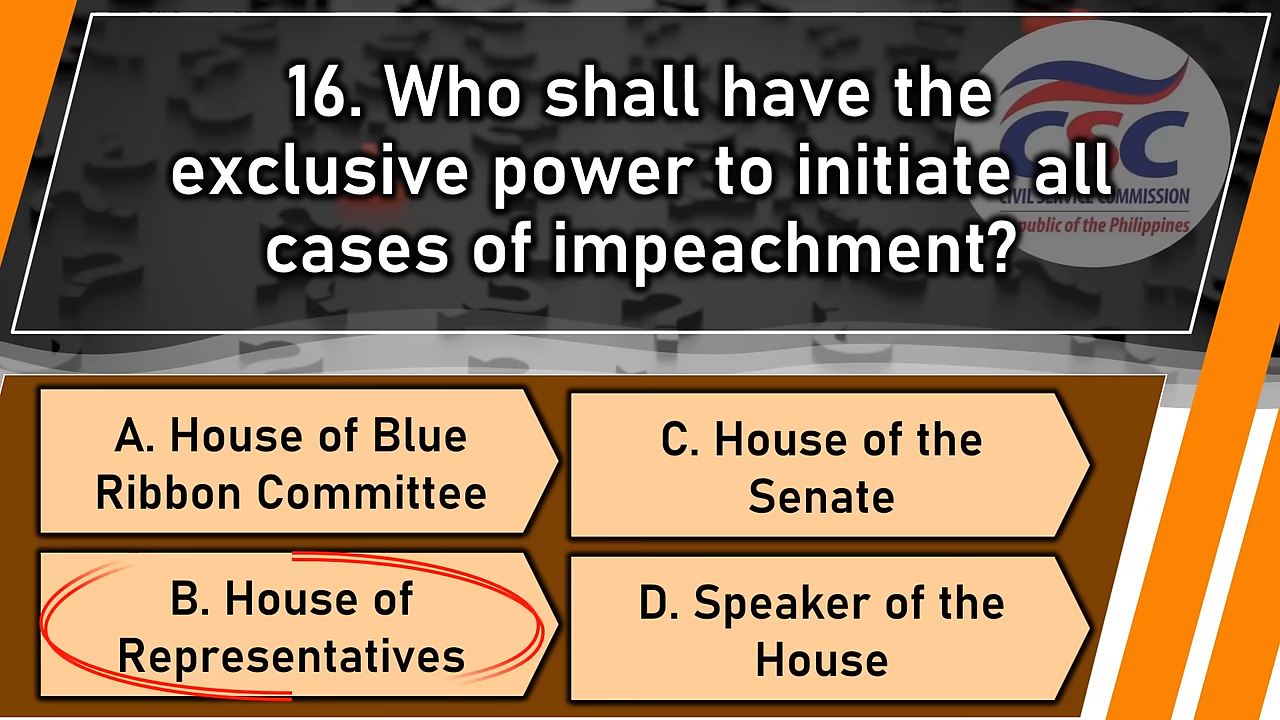 16. Who shall have the
exclusive power to initiate all
cases of impeachment?
CSC
CIVIL SERVICE COMMISSION
Republic of the Philippines
A. House of Blue
Ribbon Committee
C. House of the
Senate
B. House of
Representatives
D. Speaker of the
House